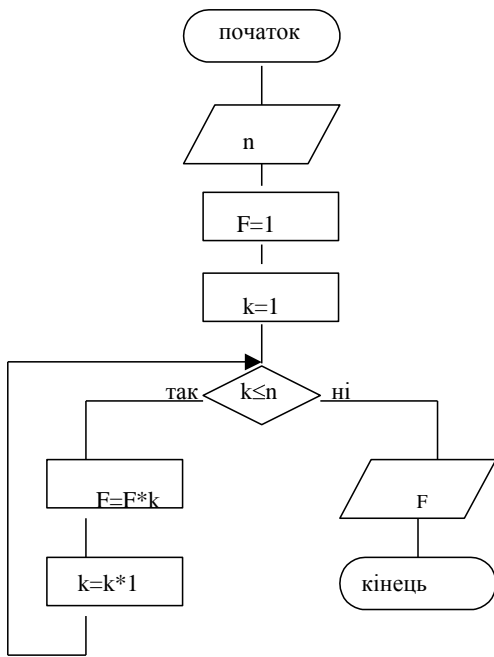 початок
n
F=1
k=1
так
k≤n
ні
F=F*k
F
k=k*1
кінець